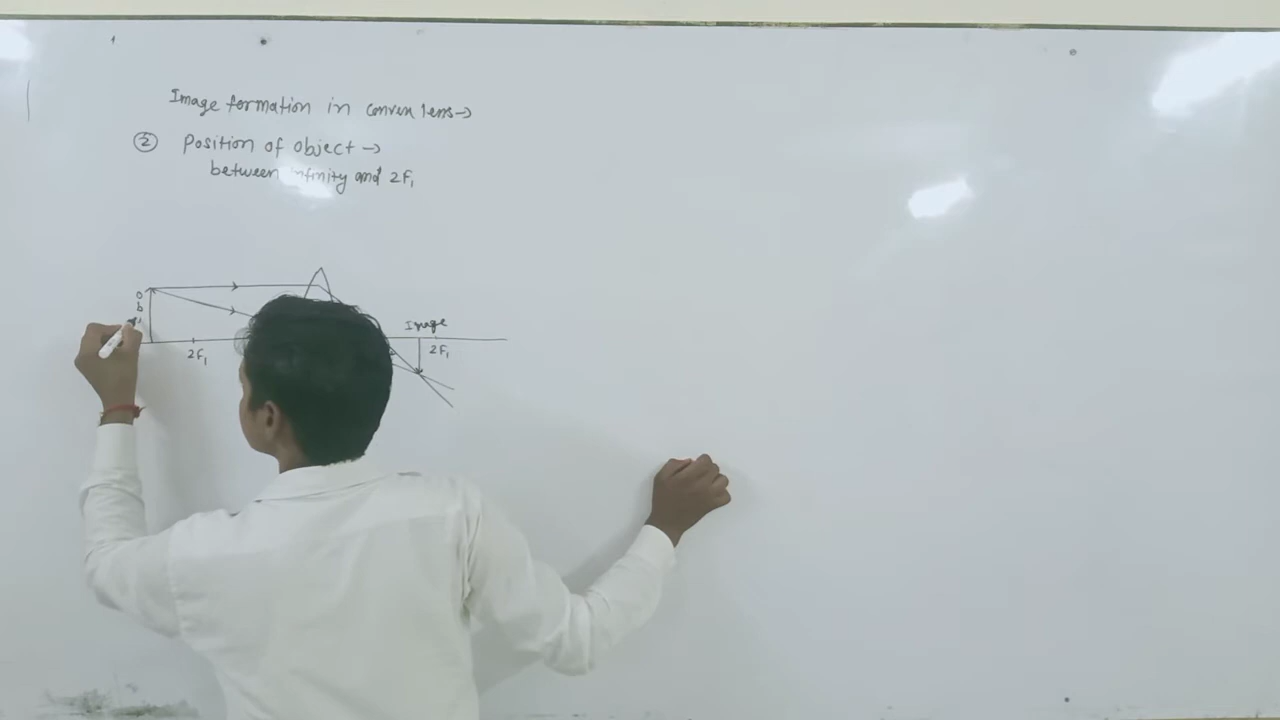 Image formation in convex lens→
② Position of object →
between infinity and 2F₁
o
b
Image
2F₁
2F₁